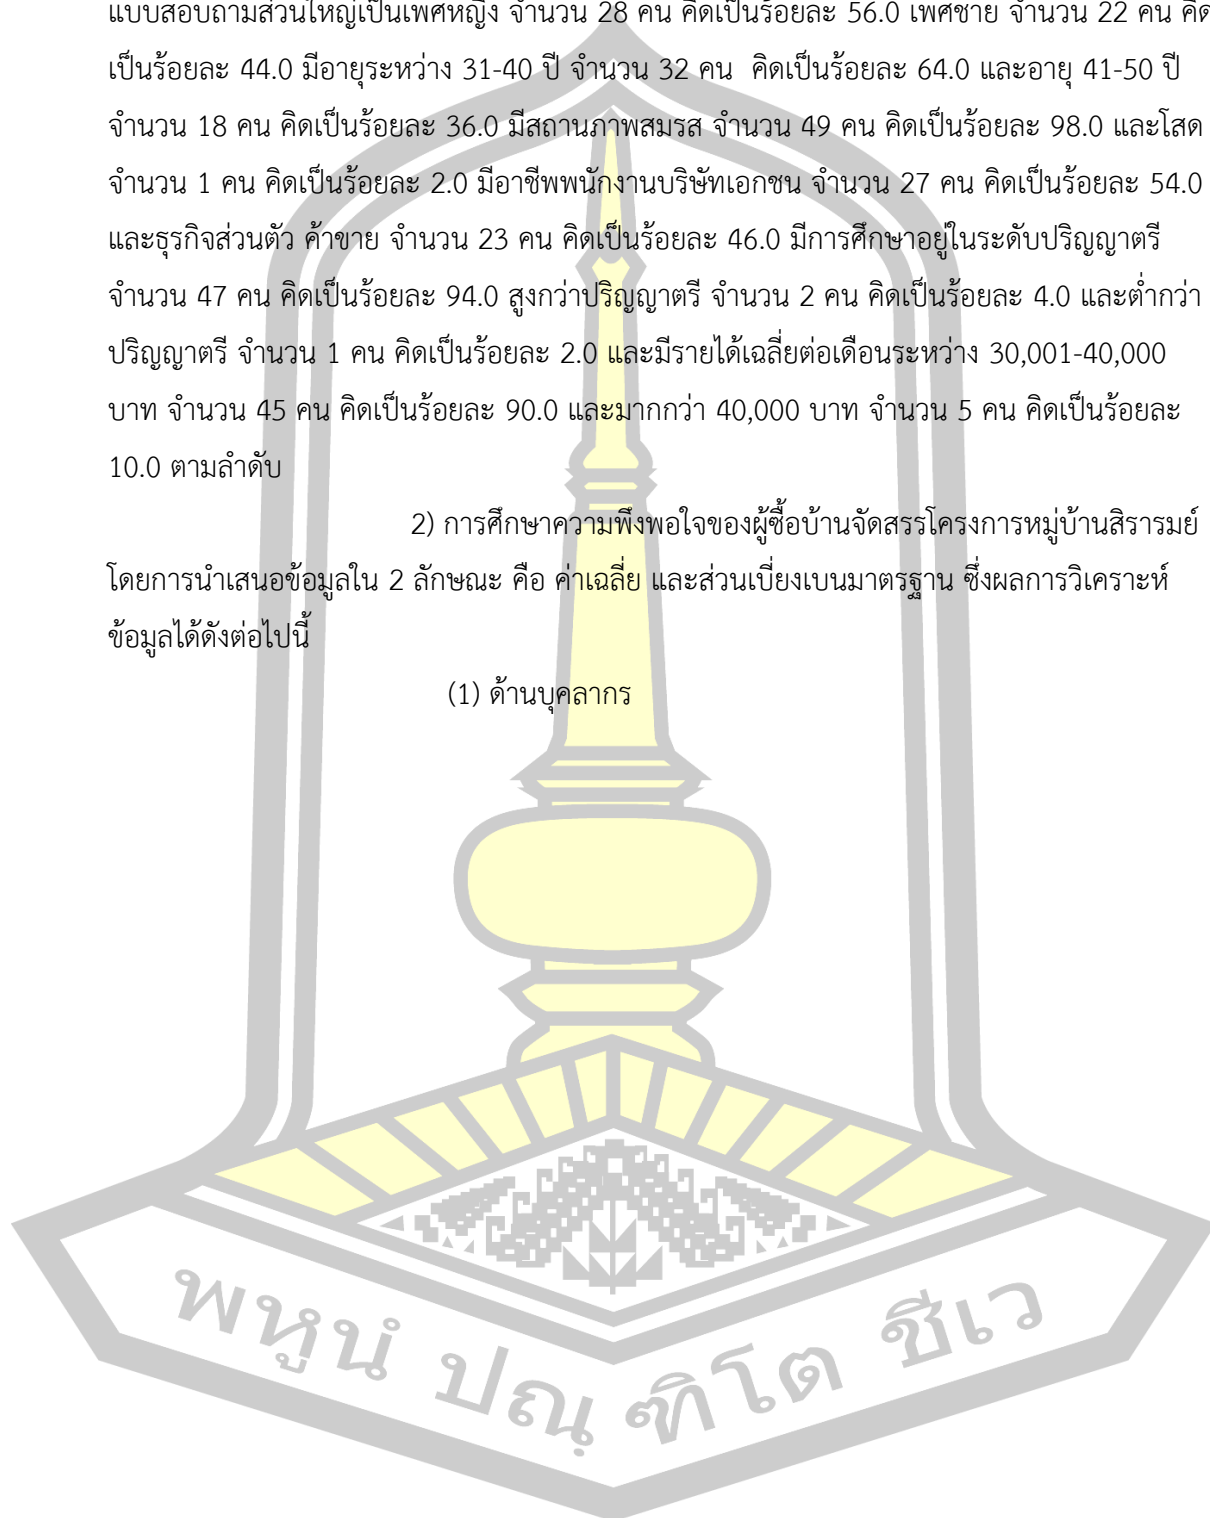 แบบสอบถามส่วนใหญ่เป็นเพศหญิง จำนวน 28 คน คิดเป็นร้อยละ 56.0 เพศชาย จำนวน 22 คน คิด
เป็นร้อยละ 44.0 มีอายุระหว่าง 31-40 ปี จำนวน 32 คน คิดเป็นร้อยละ 64.0 และอายุ 41-50 ปี
จำนวน 18 คน คิดเป็นร้อยละ 36.0 มีสถานภาพสมรส จำนวน 49 คน คิดเป็นร้อยละ 98.0 และโสด
จำนวน 1 คน คิดเป็นร้อยละ 2.0 มีอาชีพพนักงานบริษัทเอกชน จำนวน 27 คน คิดเป็นร้อยละ 54.0
และธุรกิจส่วนตัว ค้าขาย จำนวน 23 คน คิดเป็นร้อยละ 46.0 มีการศึกษาอยู่ในระดับปริญญาตรี
จำนวน 47 คน คิดเป็นร้อยละ 94.0 สูงกว่าปริญญาตรี จำนวน 2 คน คิดเป็นร้อยละ 4.0 และต่ำกว่า
ปริญญาตรี จำนวน 1 คน คิดเป็นร้อยละ 2.0 และมีรายได้เฉลี่ยต่อเดือนระหว่าง 30,001-40,000
บาท จำนวน 45 คน คิดเป็นร้อยละ 90.0 และมากกว่า 40,000 บาท จำนวน 5 คน คิดเป็นร้อยละ
10.0 ตามลำดับ
2) การศึกษาความพึงพอใจของผู้ซื้อบ้านจัดสรรโครงการหมู่บ้านสิรารมย์
โดยการนำเสนอข้อมูลใน 2 ลักษณะ คือ ค่าเฉลี่ย และส่วนเบี่ยงเบนมาตรฐาน ซึ่งผลการวิเคราะห์
ข้อมูลได้ดังต่อไปนี้
(1) ด้านบุคลากร
พหูนํ ปณฺฑิโต ชีเว